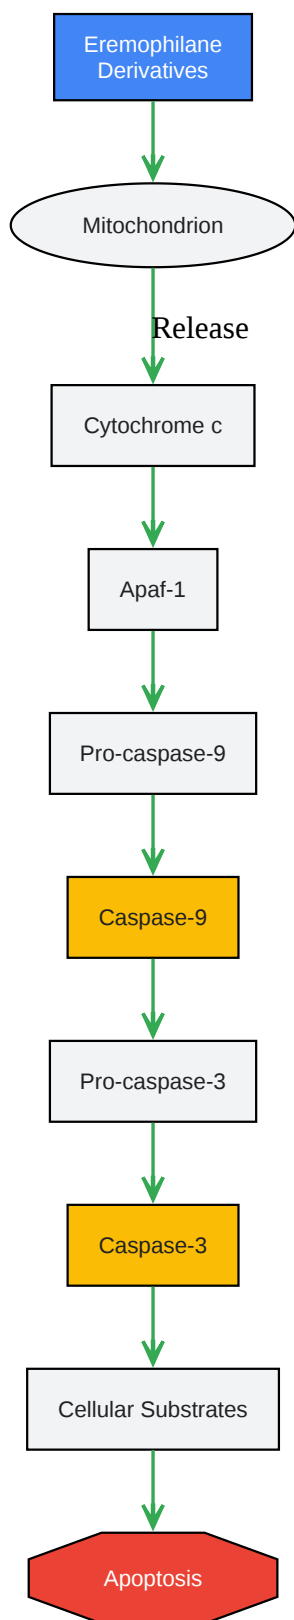 Eremophilane
Derivatives
Mitochondrion
Release
Cytochrome c
Apaf-1
Pro-caspase-9
Caspase-9
Pro-caspase-3
Caspase-3
Cellular Substrates
Apoptosis